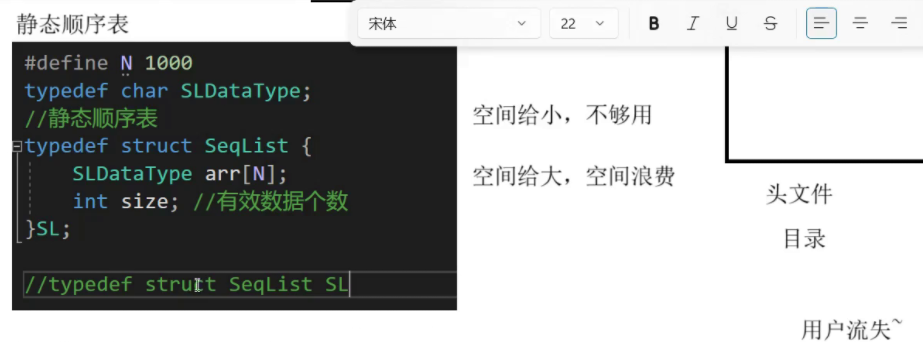 静态顺序表
宋体
22
B
I
U
S
#define N 1000
typedef char SLDataType;
//静态顺序表
typedef struct SeqList {
SLDataType arr[N];
int size; //有效数据个数
}SL;
//typedef struct SeqList SL
空间给小，不够用
空间给大，空间浪费
头文件
目录
用户流失~